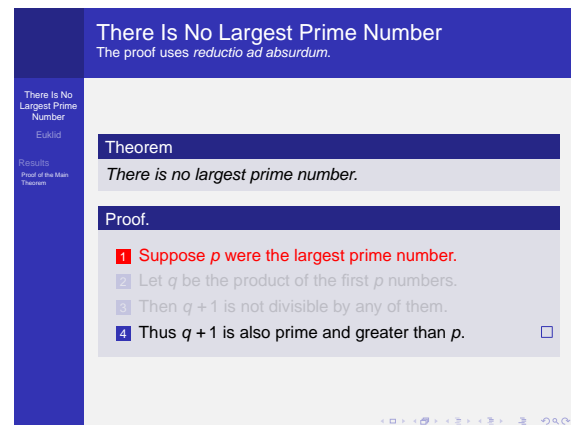 There Is No Largest Prime Number
The proof uses reductio ad absurdum.
There Is No
Largest Prime
Number
Euklid
Results
Proof of the Main
Theorem
Theorem
There is no largest prime number.
Proof.
1 Suppose p were the largest prime number.
2 Let q be the product of the first p numbers.
3 Then q + 1 is not divisible by any of them.
4 Thus q + 1 is also prime and greater than p.